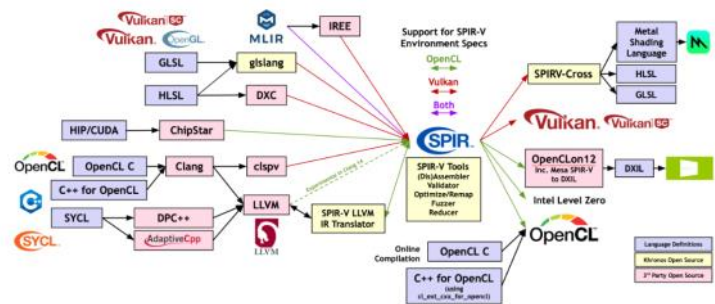 Vulkan SC
Vulkan OpenGL
MLIR
IREE
GLSL
glslang
HLSL
DXC
HIP/CUDA
ChipStar
OpenCL
OpenCL C
Clang
clspv
C++ for OpenCL
SYCL
DPC++
LLVM
AdaptiveCpp
SYCL
LLVM
SPIR-V LLVM
IR Translator
Experimental in Clang 14
Support for SPIR-V
Environment Specs
OpenCL
Vulkan
Both
SPIR
SPIR-V Tools
(Dis)Assembler
Validator
Optimize/Remap
Fuzzer
Reducer
Online
Compilation
OpenCL C
C++ for OpenCL
(using
cl_ext_cxx_for_opencl)
SPIRV-Cross
Metal
Shading
Language
HLSL
GLSL
Vulkan Vulkan SC
OpenCLon12
Inc. Mesa SPIR-V
to DXIL
DXIL
Intel Level Zero
OpenCL
Language Definitions
Khronos Open Source
3rd Party Open Source